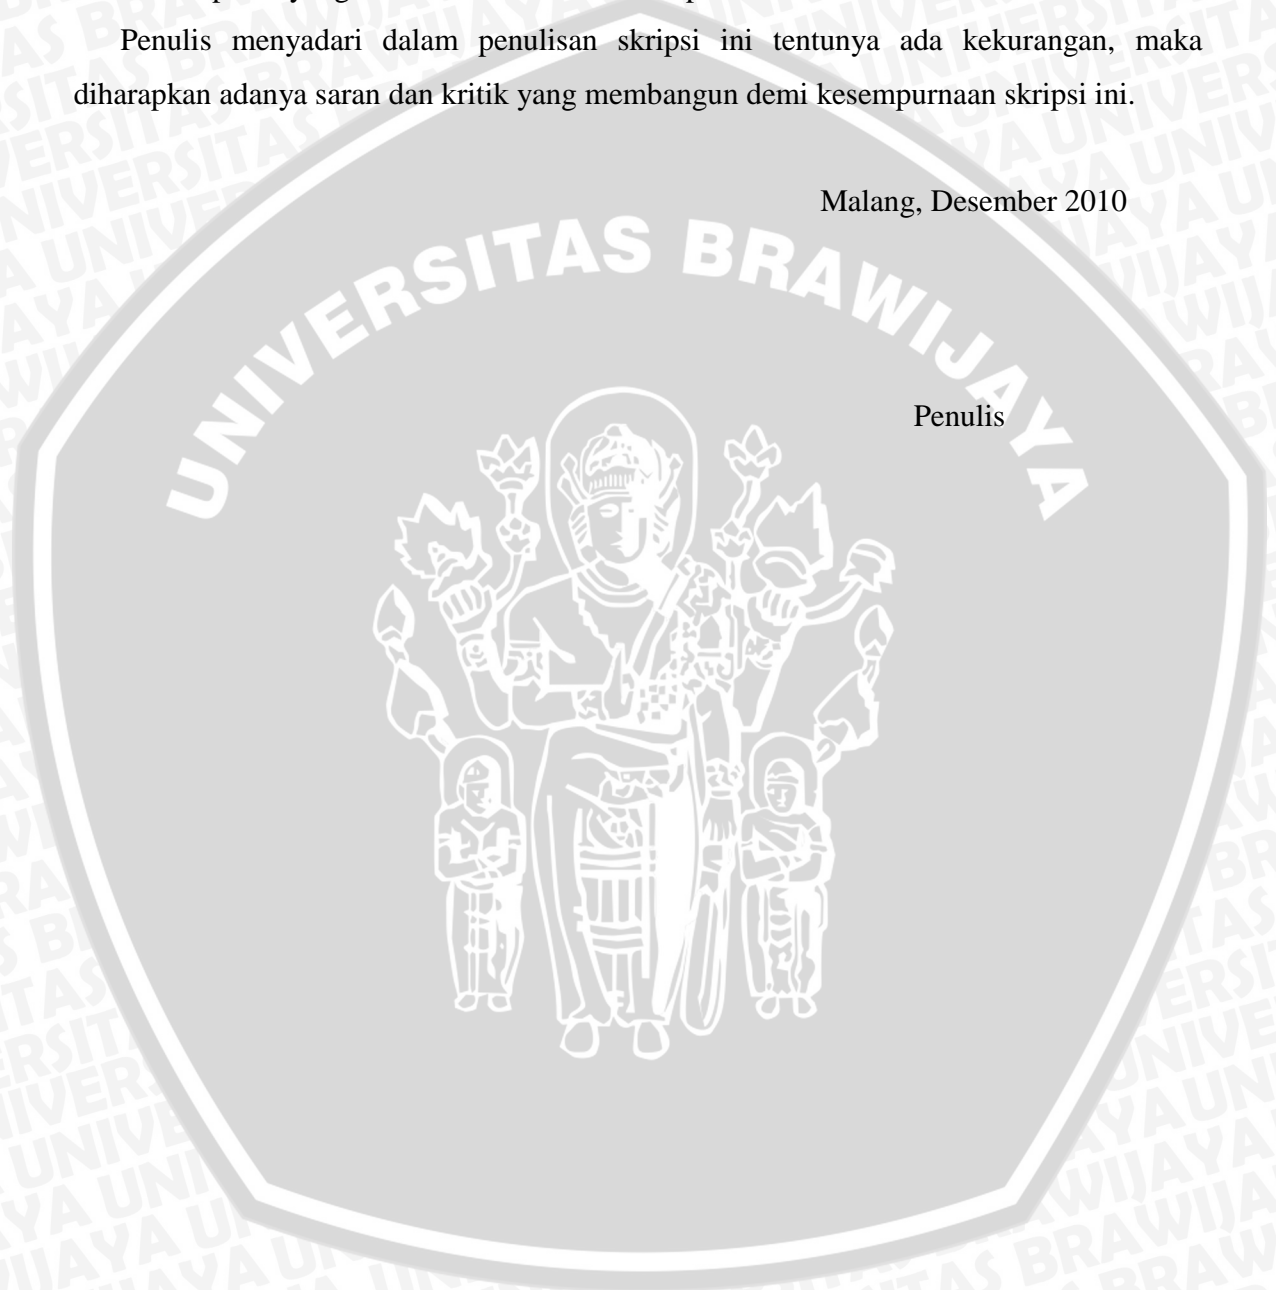 Penulis menyadari dalam penulisan skripsi ini tentunya ada kekurangan, maka
diharapkan adanya saran dan kritik yang membangun demi kesempurnaan skripsi ini.
Malang, Desember 2010
UNIVERSITAS BRAWIJAYA
Penulis